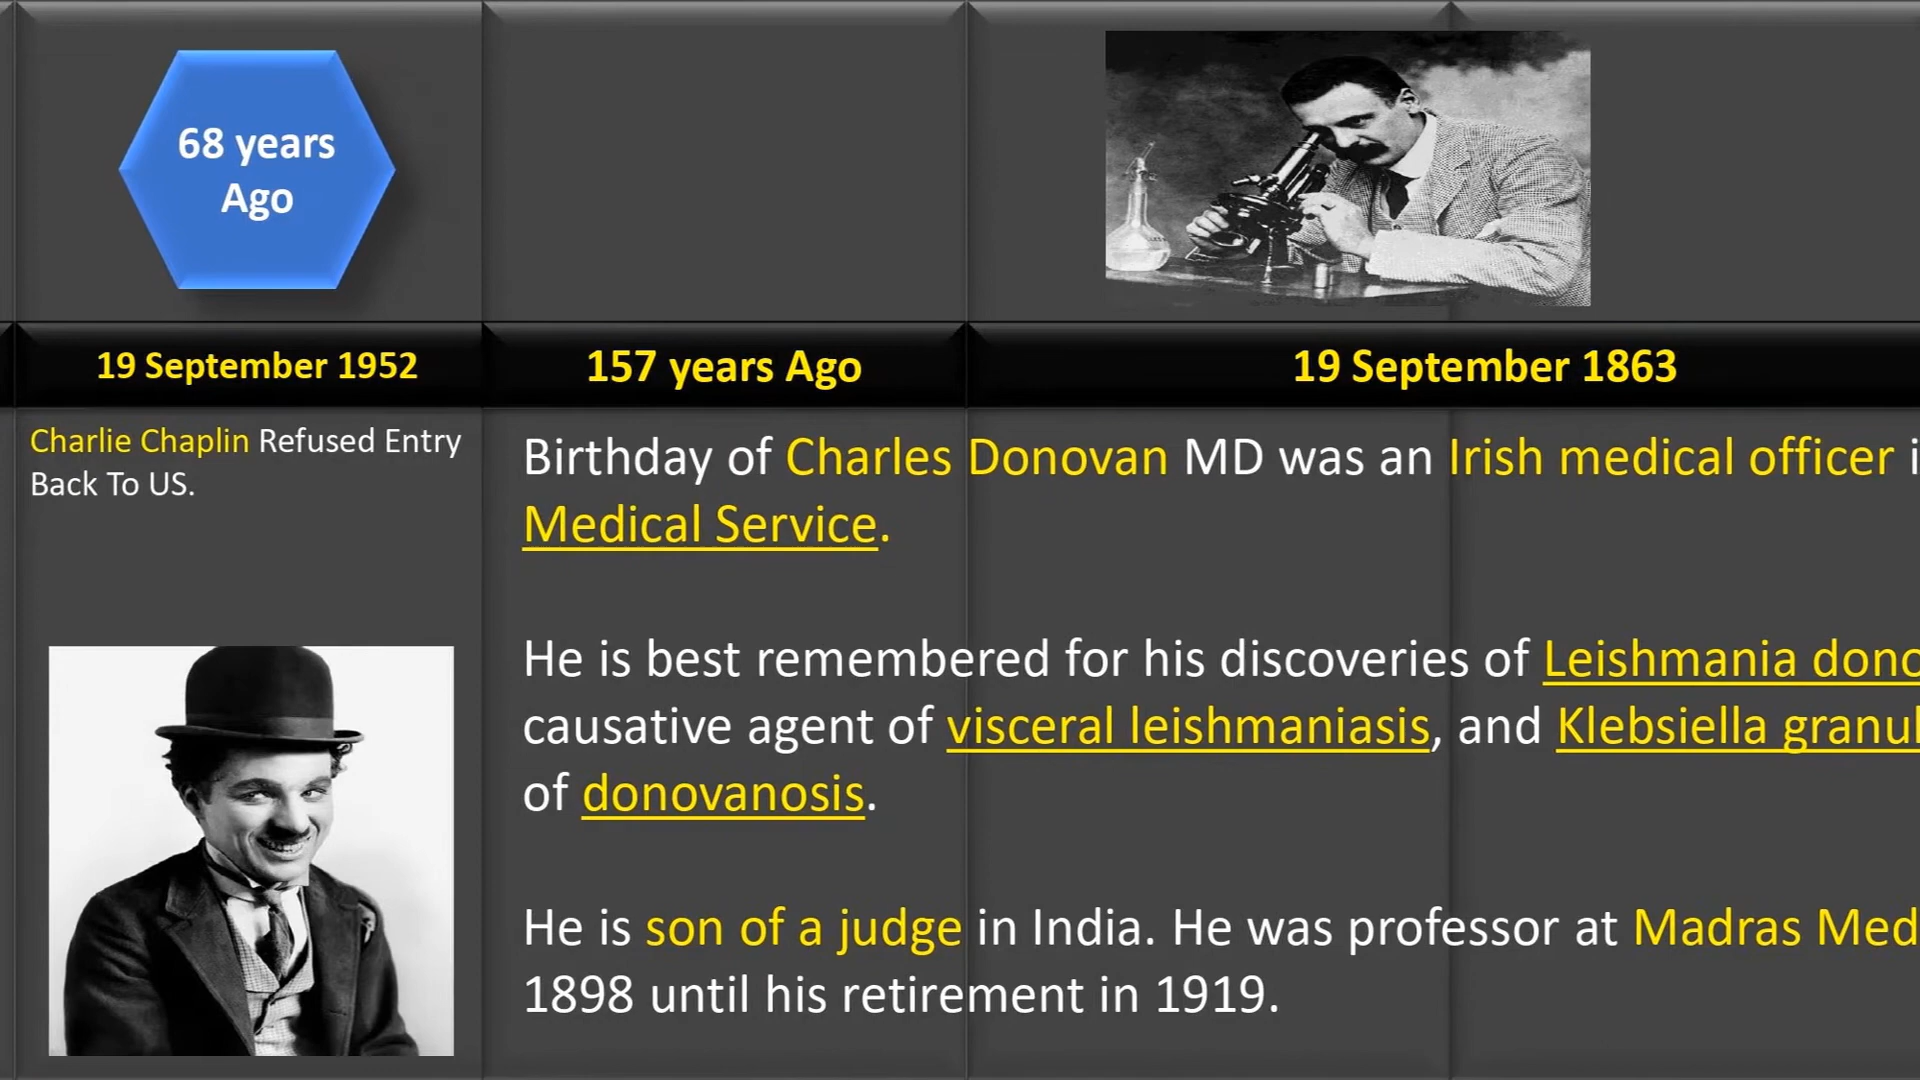 68 years
Ago
19 September 1952
Charlie Chaplin Refused Entry
Back To US.
157 years Ago
19 September 1863
Birthday of Charles Donovan MD was an Irish medical officer
Medical Service.
He is best remembered for his discoveries of Leishmania
causative agent of visceral leishmaniasis, and Klebsiella
of donovanosis.
He is son of a judge in India. He was professor at Madras
1898 until his retirement in 1919.